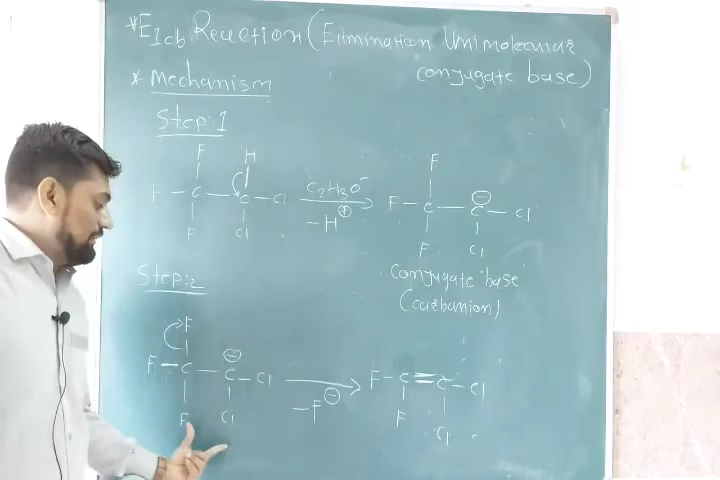 *E1cb Reaction (Elimination Unimolecular
conjugate base)
* Mechanism
Step:1
F H F
F - C - C - Cl C2H3O⁻ F - C - C⊖ - Cl
- H⊕
F Cl F Cl
Conjugate base
(Carbanion)
Step:2
F
F - C - C⊖ - Cl F - C = C - Cl
- F⊖
F Cl F Cl